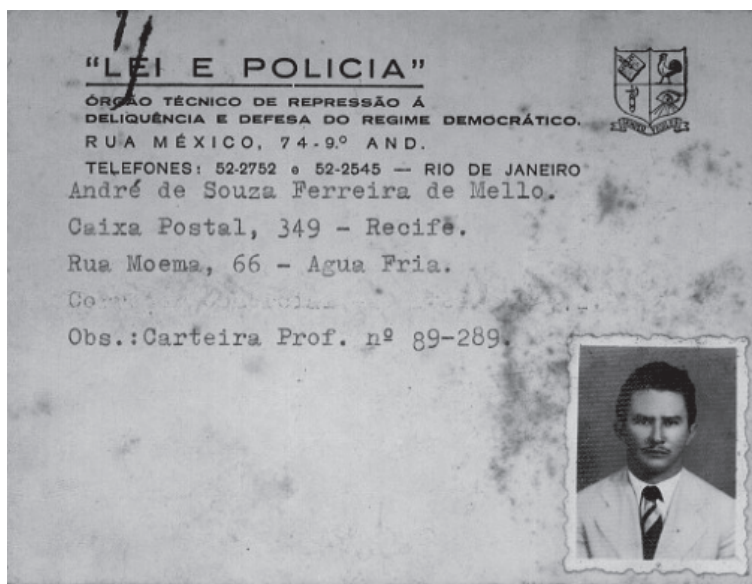 "LEI E POLICIA"
ÓRGÃO TÉCNICO DE REPRESSÃO Á
DELIQUÊNCIA E DEFESA DO REGIME DEMOCRÁTICO.
RUA MÉXICO, 74-9.º AND.
TELEFONES: 52-2752 e 52-2545 — RIO DE JANEIRO
André de Souza Ferreira de Mello.
Caixa Postal, 349 - Recife.
Rua Moema, 66 - Agua Fria.
Obs.:Carteira Prof. nº 89-289.